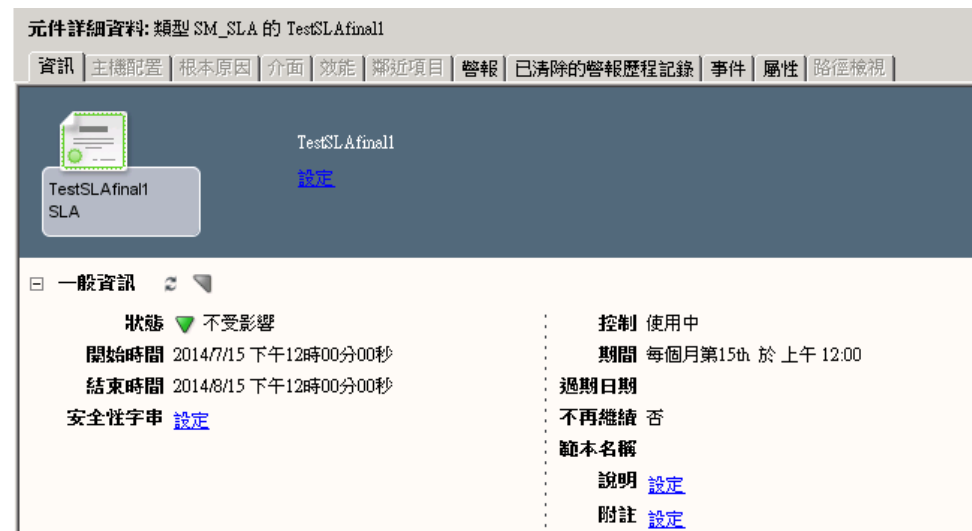 元件詳細資料: 類型 SM_SLA 的 TestSLAfinal1
資訊 主機配置 根本原因 介面 效能 鄰近項目 警報 已清除的警報歷程記錄 事件 屬性 路徑檢視
TestSLAfinal1
設定
TestSLAfinal1
SLA
一般資訊
狀態 不受影響
開始時間 2014/7/15 下午12時00分00秒
結束時間 2014/8/15 下午12時00分00秒
安全性字串 設定
控制 使用中
期間 每個月第15th 於 上午 12:00
過期日期
不再繼續 否
範本名稱
說明 設定
附註 設定